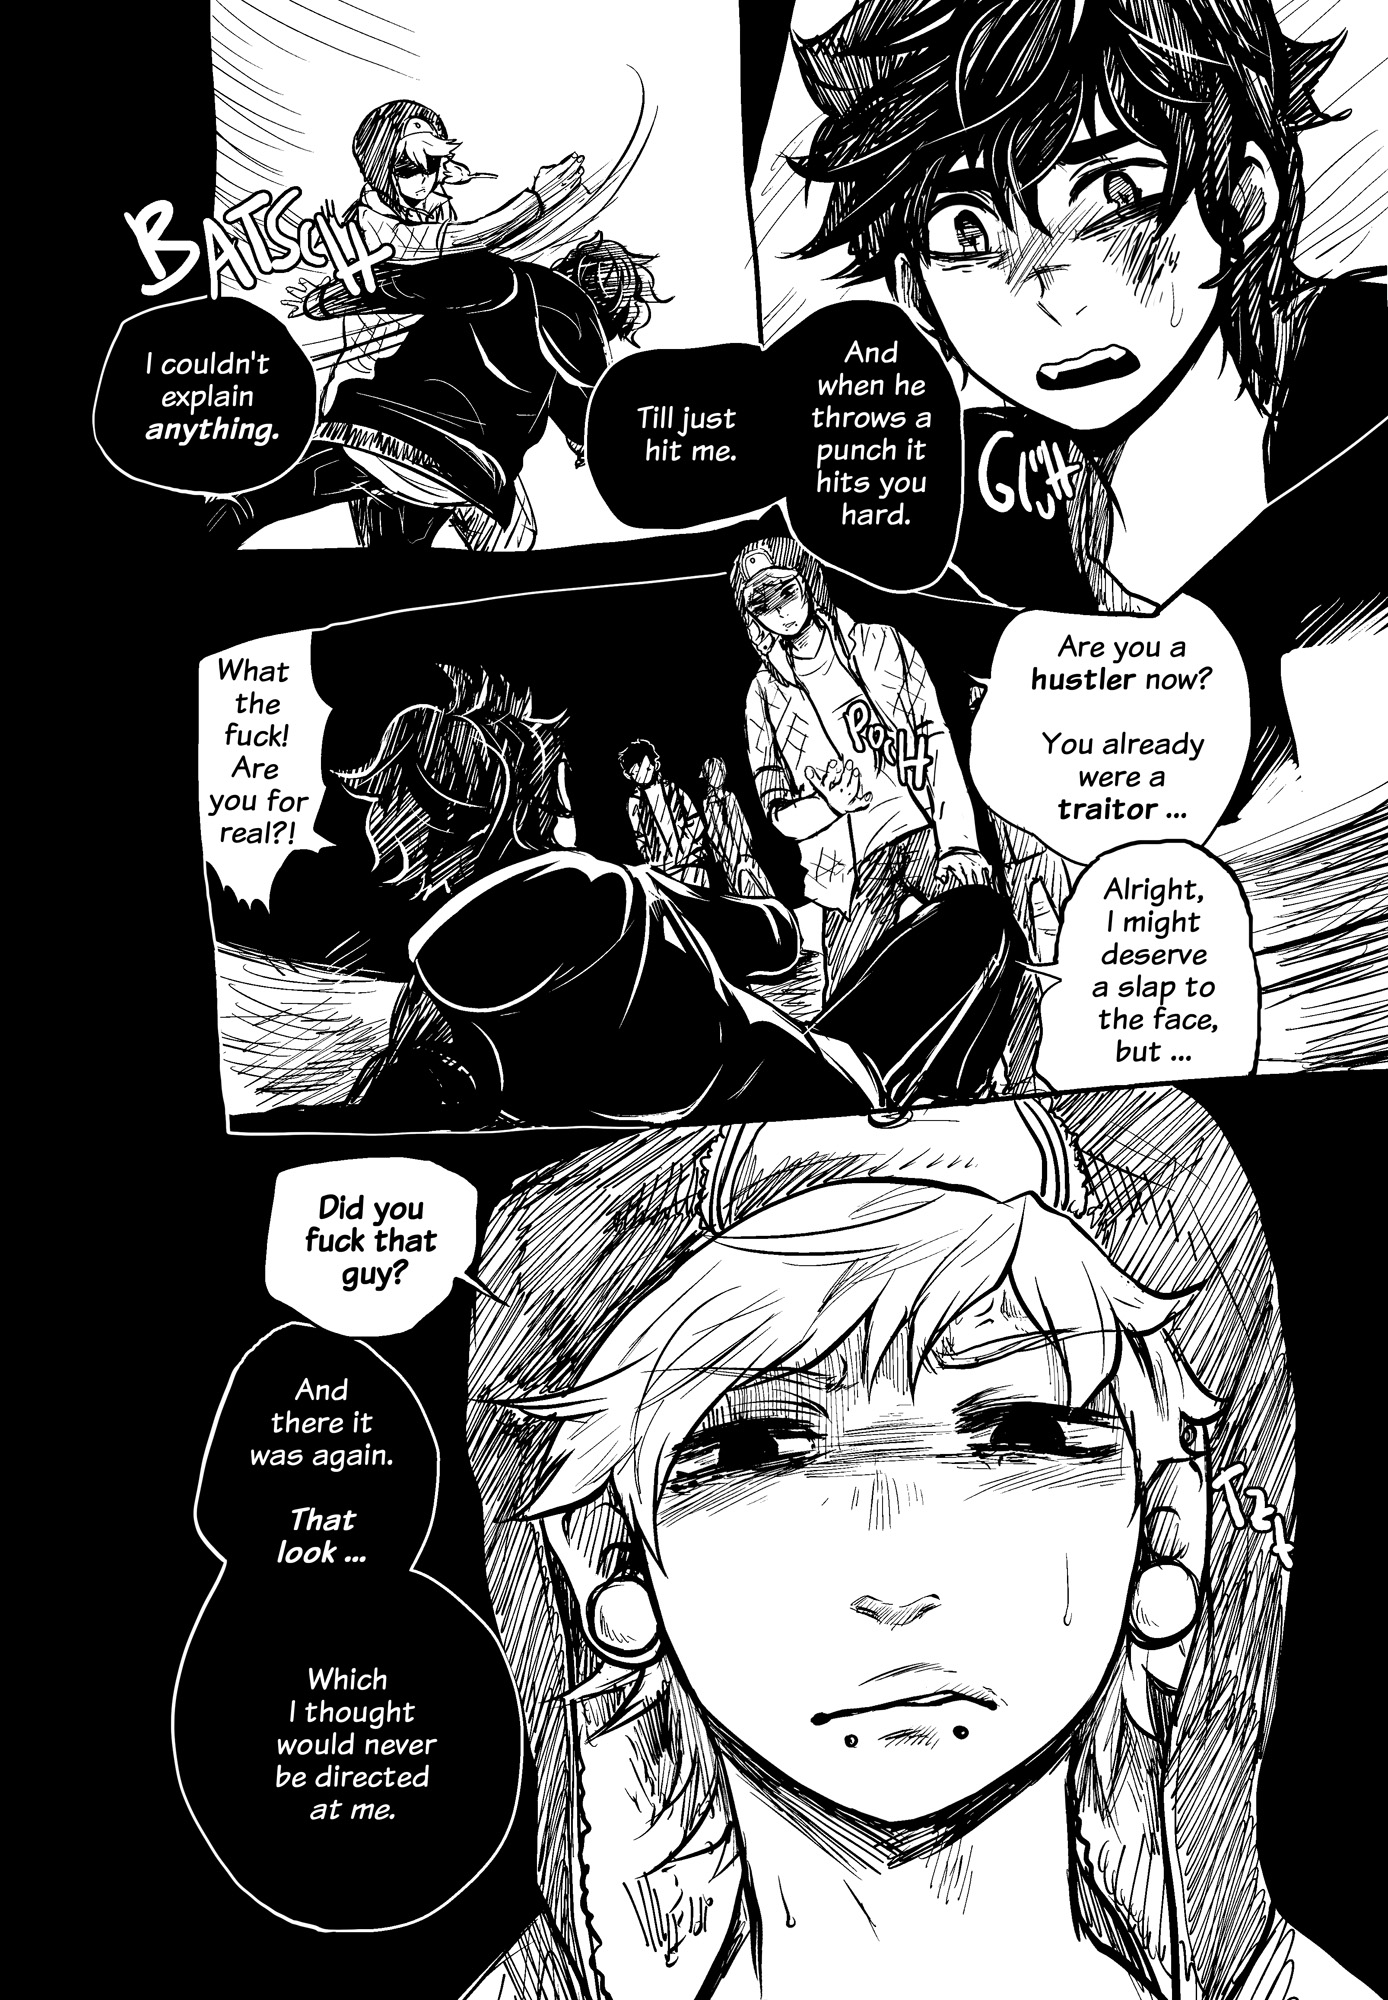 BATSCHH
I couldn't
explain
anything.
Till just
hit me.
And
when he
throws a
punch it
hits you
hard.
What
the
fuck!
Are
you for
real?!
POCH
Are you a
hustler now?
You already
were a
traitor ...
Alright,
I might
deserve
a slap to
the face,
but ...
Did you
fuck that
guy?
And
there it
was again.
That
look ...
TZT
Which
I thought
would never
be directed
at me.